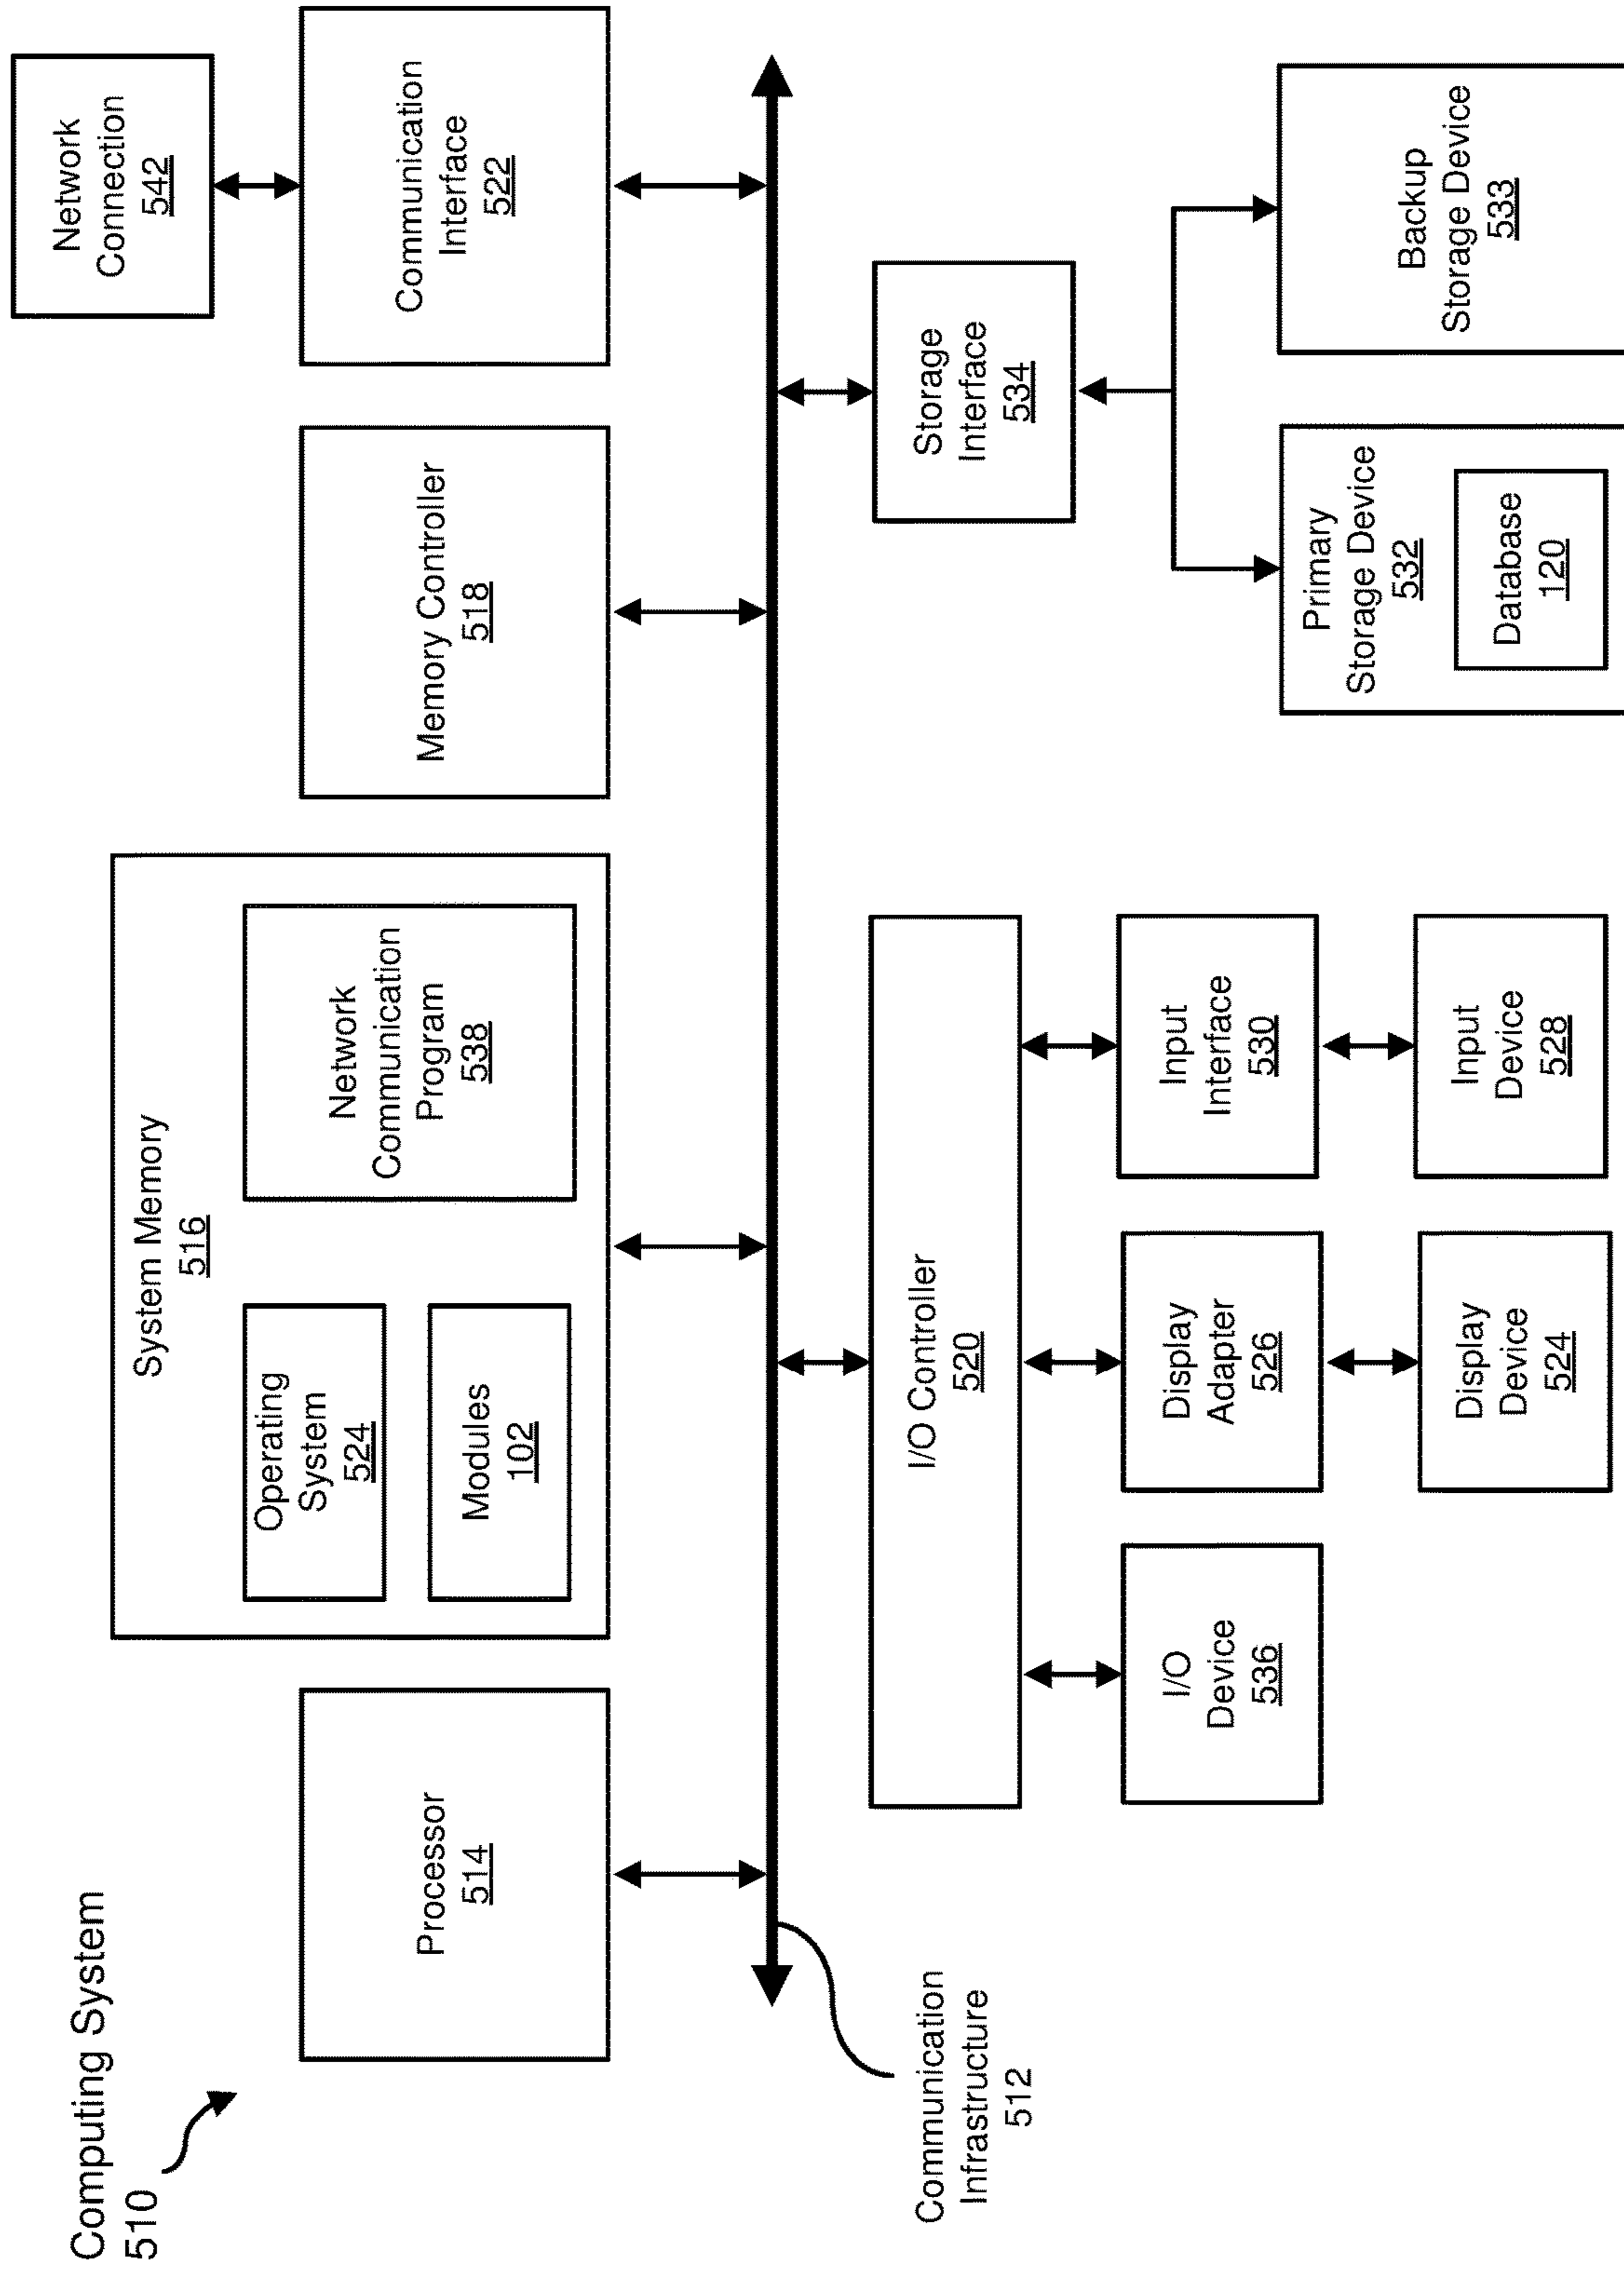 Computing System
510
Processor
514
System Memory
516
Operating
System
524
Modules
102
Network
Communication
Program
538
Memory Controller
518
Network
Connection
542
Communication
Interface
522
Communication
Infrastructure
512
I/O Controller
520
I/O
Device
536
Display
Adapter
526
Display
Device
524
Input
Interface
530
Input
Device
528
Storage
Interface
534
Primary
Storage Device
532
Database
120
Backup
Storage Device
533